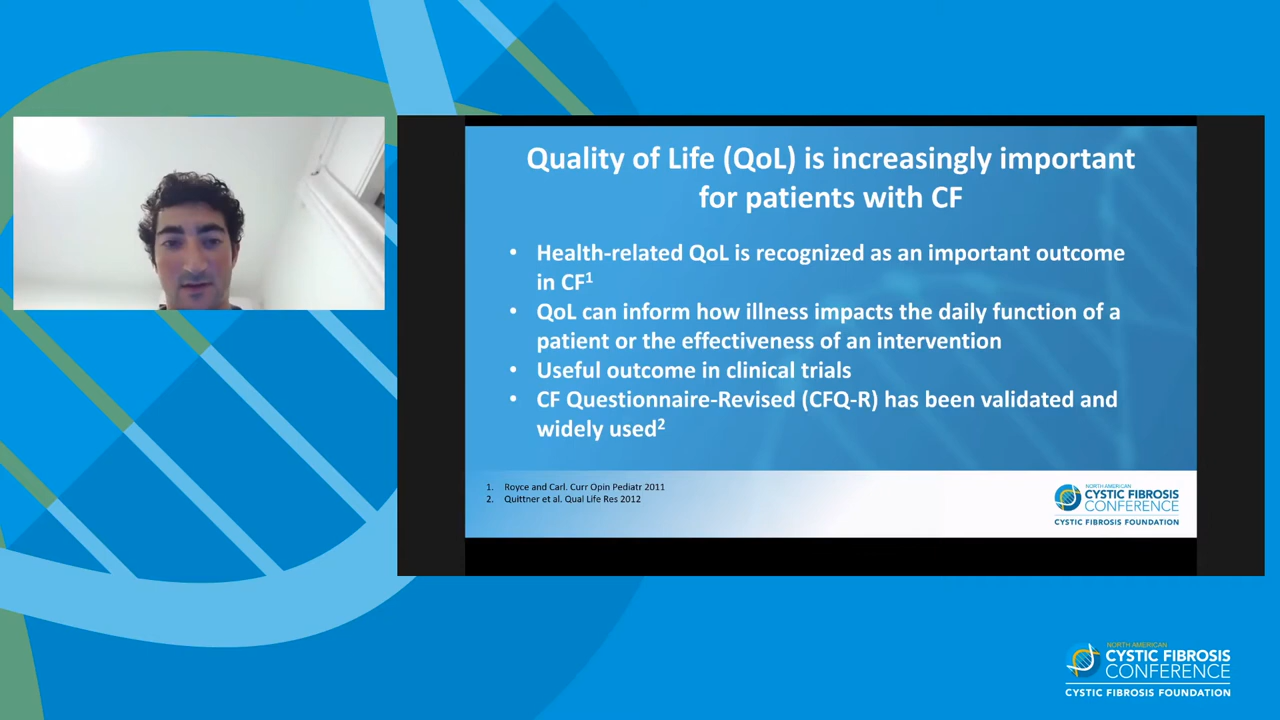 Quality of Life (QoL) is increasingly important
for patients with CF
• Health-related QoL is recognized as an important outcome
in CF1
• QoL can inform how illness impacts the daily function of a
patient or the effectiveness of an intervention
• Useful outcome in clinical trials
• CF Questionnaire-Revised (CFQ-R) has been validated and
widely used2
1. Royce and Carl. Curr Opin Pediatr 2011
2. Quittner et al. Qual Life Res 2012
NORTH AMERICAN
CYSTIC FIBROSIS
CONFERENCE
CYSTIC FIBROSIS FOUNDATION
NORTH AMERICAN
CYSTIC FIBROSIS
CONFERENCE
CYSTIC FIBROSIS FOUNDATION